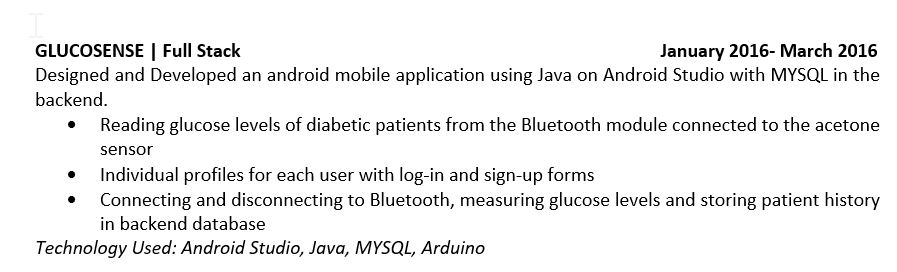 GLUCOSENSE | Full Stack January 2016- March 2016
Designed and Developed an android mobile application using Java on Android Studio with MYSQL in the
backend.
• Reading glucose levels of diabetic patients from the Bluetooth module connected to the acetone
sensor
• Individual profiles for each user with log-in and sign-up forms
• Connecting and disconnecting to Bluetooth, measuring glucose levels and storing patient history
in backend database
Technology Used: Android Studio, Java, MYSQL, Arduino